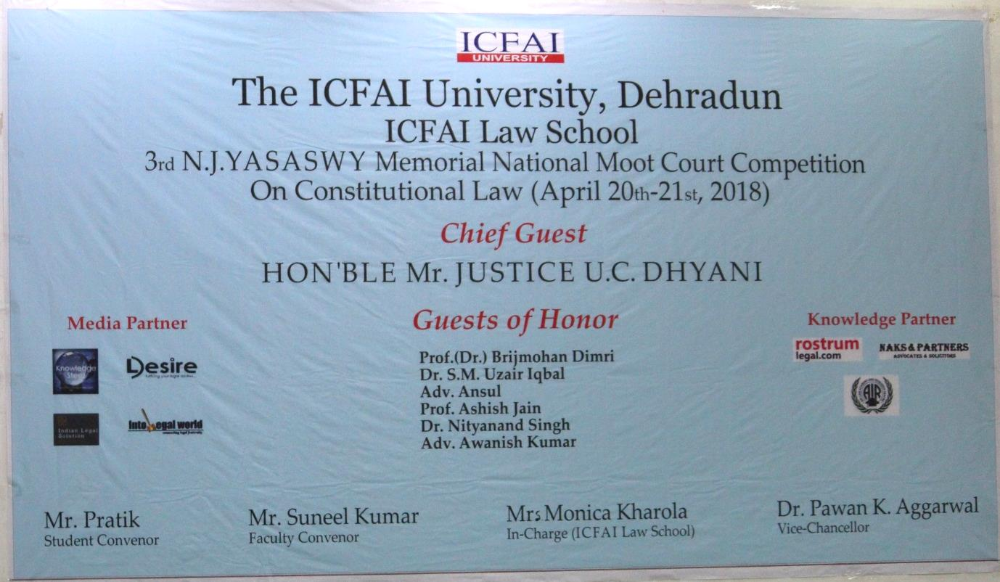 ICFAI
UNIVERSITY
The ICFAI University, Dehradun
ICFAI Law School
3rd N.J.YASASWY Memorial National Moot Court Competition
On Constitutional Law (April 20th-21st, 2018)
Chief Guest
HON'BLE Mr. JUSTICE U.C. DHYANI
Media Partner
Knowledge
Desire
Indian Legal
Solution
Into Legal world
Guests of Honor
Prof.(Dr.) Brijmohan Dimri
Dr. S.M. Uzair Iqbal
Adv. Ansul
Prof. Ashish Jain
Dr. Nityanand Singh
Adv. Awanish Kumar
Knowledge Partner
rostrum
legal.com
NAKS & PARTNERS
ADVOCATES & SOLICITORS
AIR
Mr. Pratik
Student Convenor
Mr. Suneel Kumar
Faculty Convenor
Mrs Monica Kharola
In-Charge (ICFAI Law School)
Dr. Pawan K. Aggarwal
Vice-Chancellor